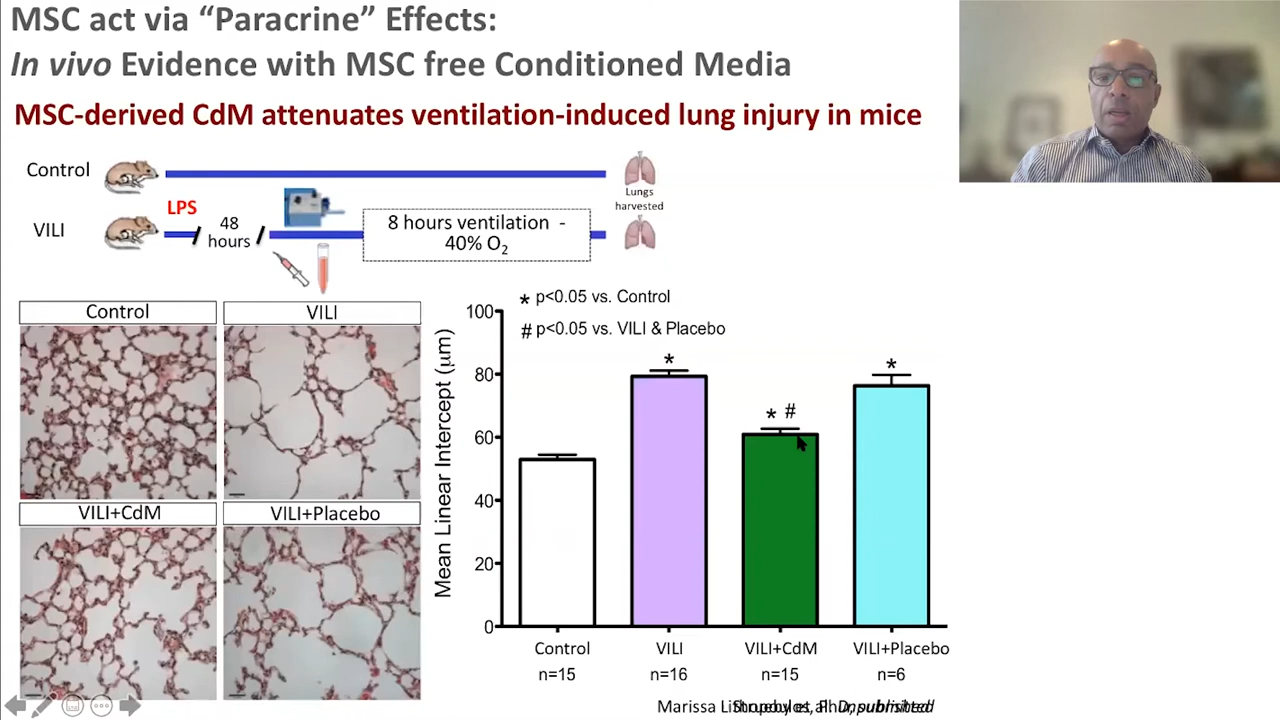 MSC act via “Paracrine” Effects:
In vivo Evidence with MSC free Conditioned Media
MSC-derived CdM attenuates ventilation-induced lung injury in mice
Control
Lungs
harvested
VILI
LPS
48
hours
8 hours ventilation -
40% O2
Control
VILI
VILI+CdM
VILI+Placebo
* p<0.05 vs. Control
# p<0.05 vs. VILI & Placebo
Mean Linear Intercept (μm)
100
80
60
40
20
0
*
* #
*
Control
VILI
VILI+CdM
VILI+Placebo
n=15
n=16
n=15
n=6
Marissa